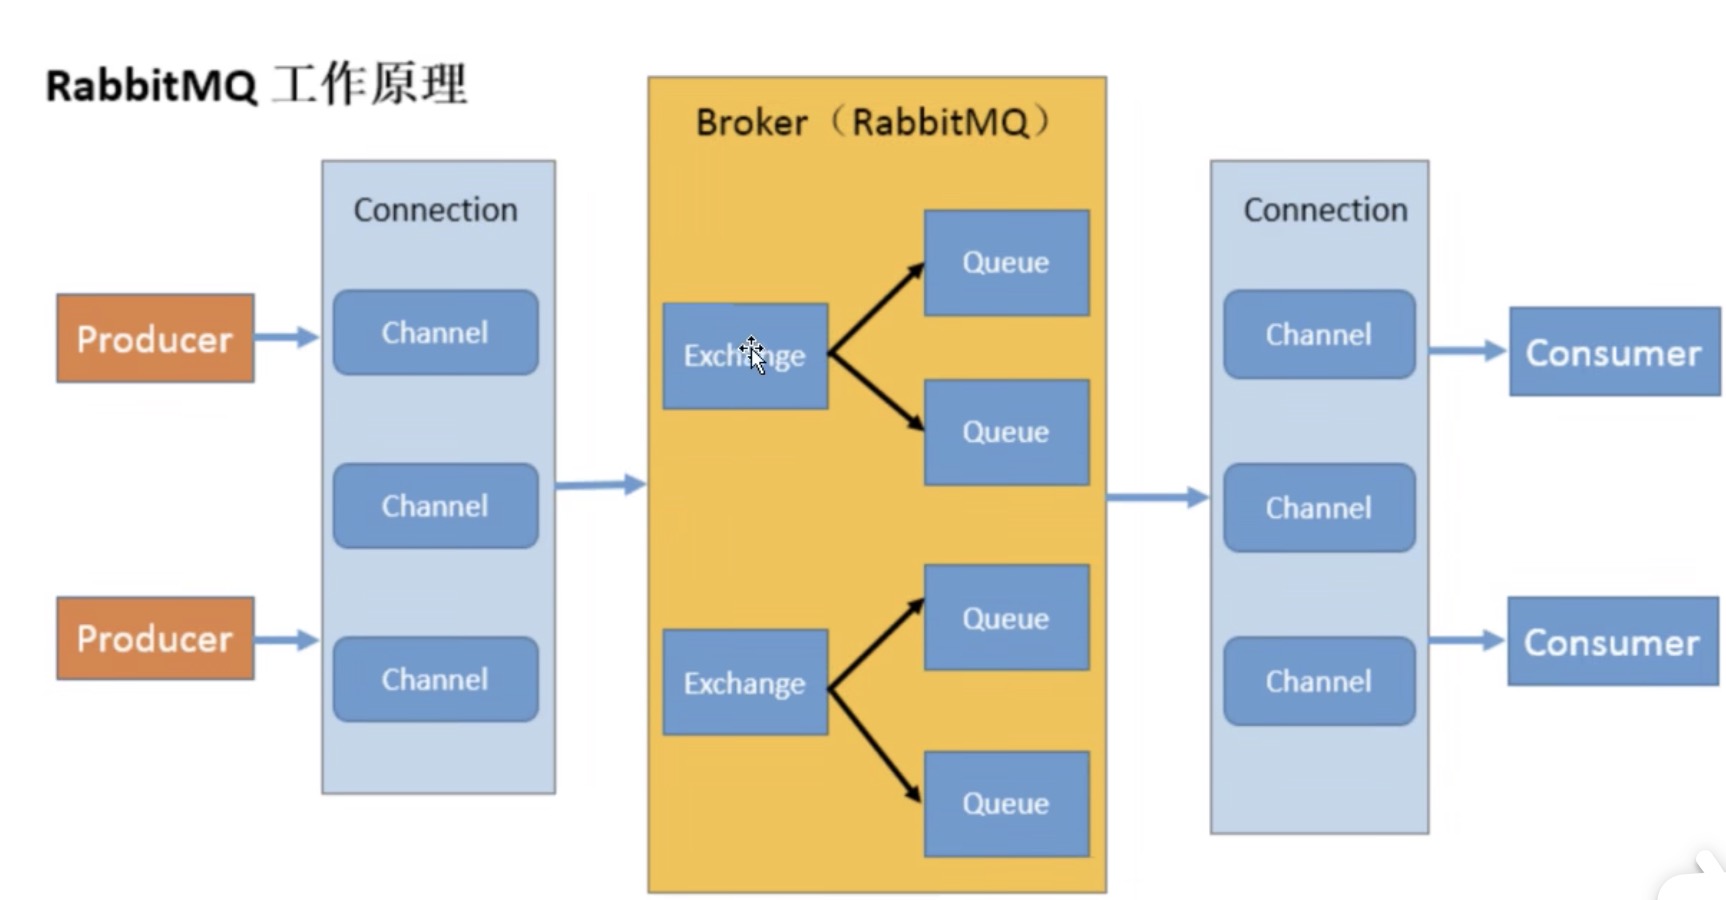 RabbitMQ 工作原理
Broker（RabbitMQ）
Connection
Connection
Producer
Channel
Exchange
Queue
Queue
Channel
Consumer
Channel
Channel
Producer
Channel
Exchange
Queue
Queue
Channel
Consumer